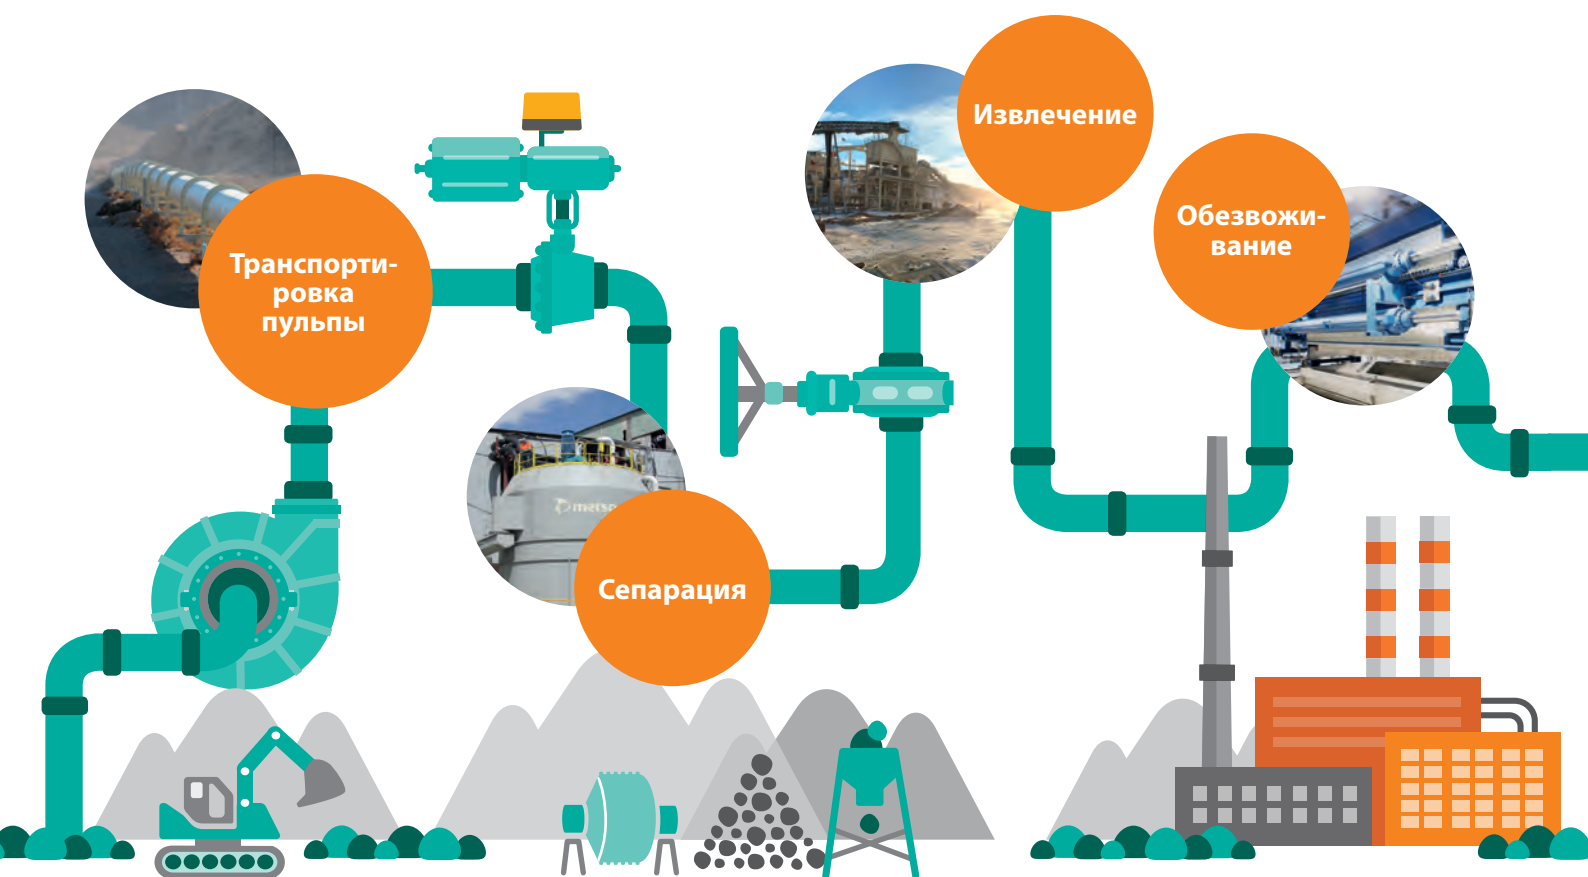 Транспорти-
ровка
пульпы
metso
Сепарация
Извлечение
Обезвожи-
вание